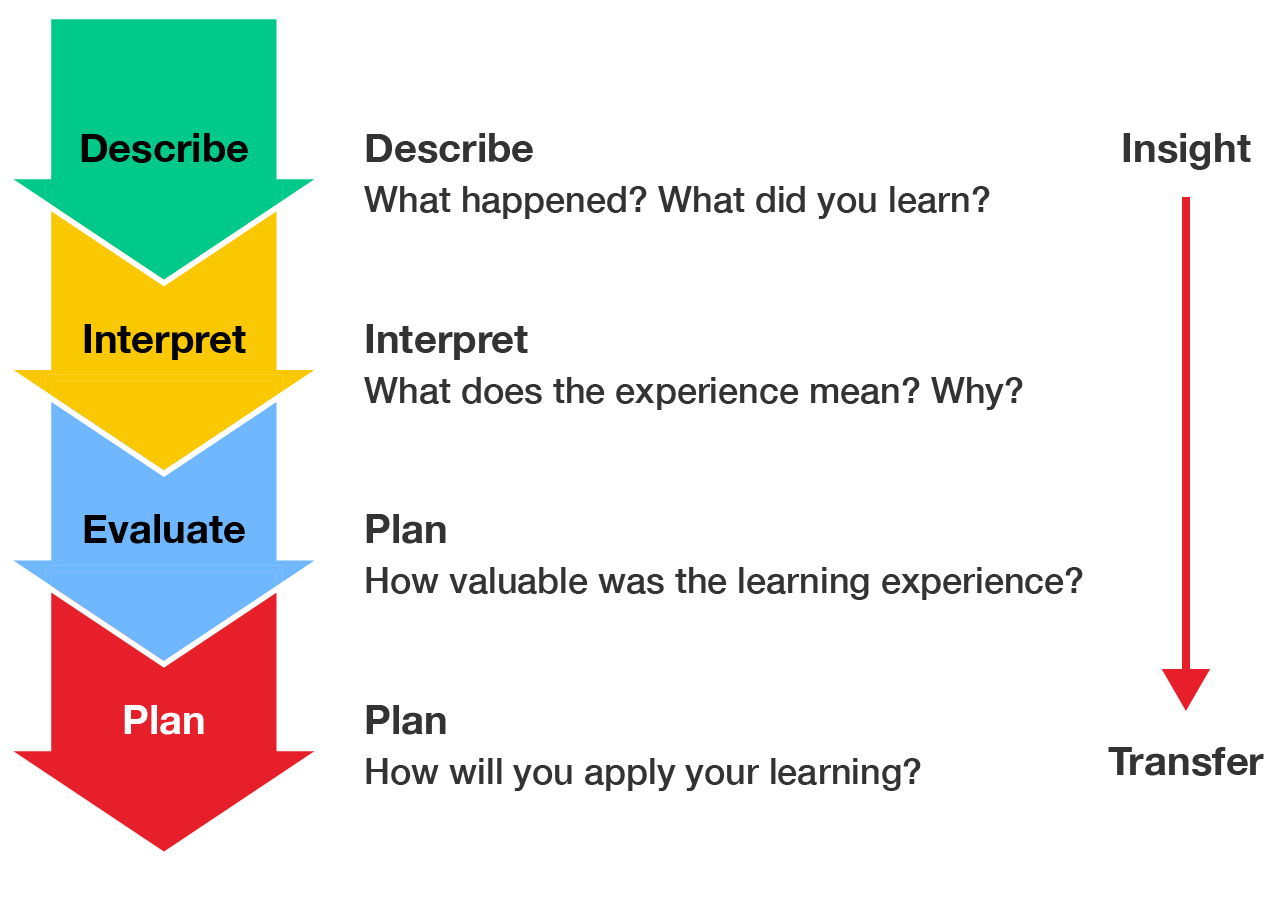 Describe
Describe
What happened? What did you learn?
Insight
Interpret
Interpret
What does the experience mean? Why?
Evaluate
Plan
How valuable was the learning experience?
Plan
Plan
How will you apply your learning?
Transfer